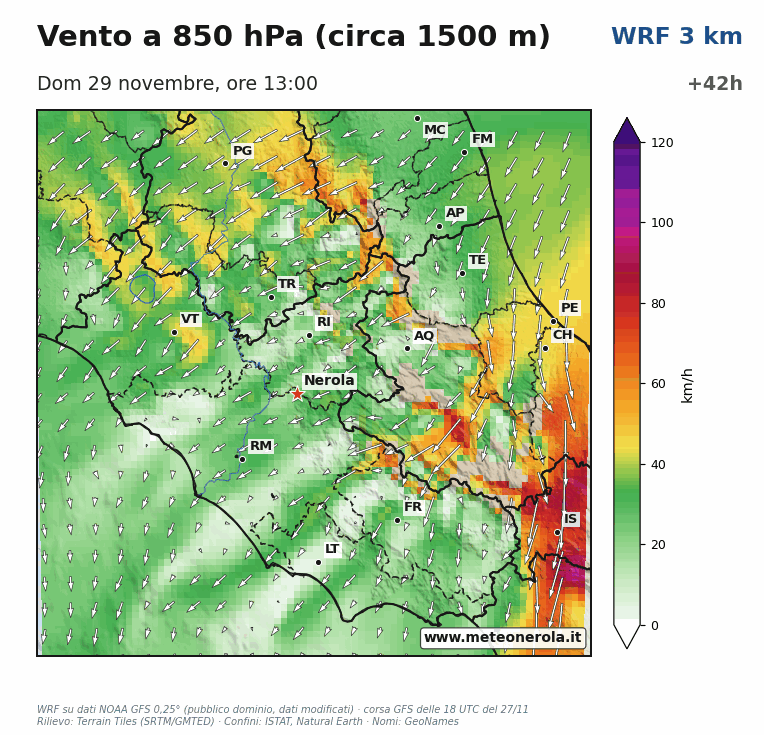 Vento a 850 hPa (circa 1500 m)
WRF 3 km
Dom 29 novembre, ore 13:00
+42h
MC
FM
PG
AP
TE
TR
PE
VT
RI
AQ
CH
Nerola
RM
FR
IS
LT
www.meteonerola.it
120
100
80
60
40
20
0
km/h
WRF su dati NOAA GFS 0,25° (pubblico dominio, dati modificati) · corsa GFS delle 18 UTC del 27/11
Rilievo: Terrain Tiles (SRTM/GMTED) · Confini: ISTAT, Natural Earth · Nomi: GeoNames